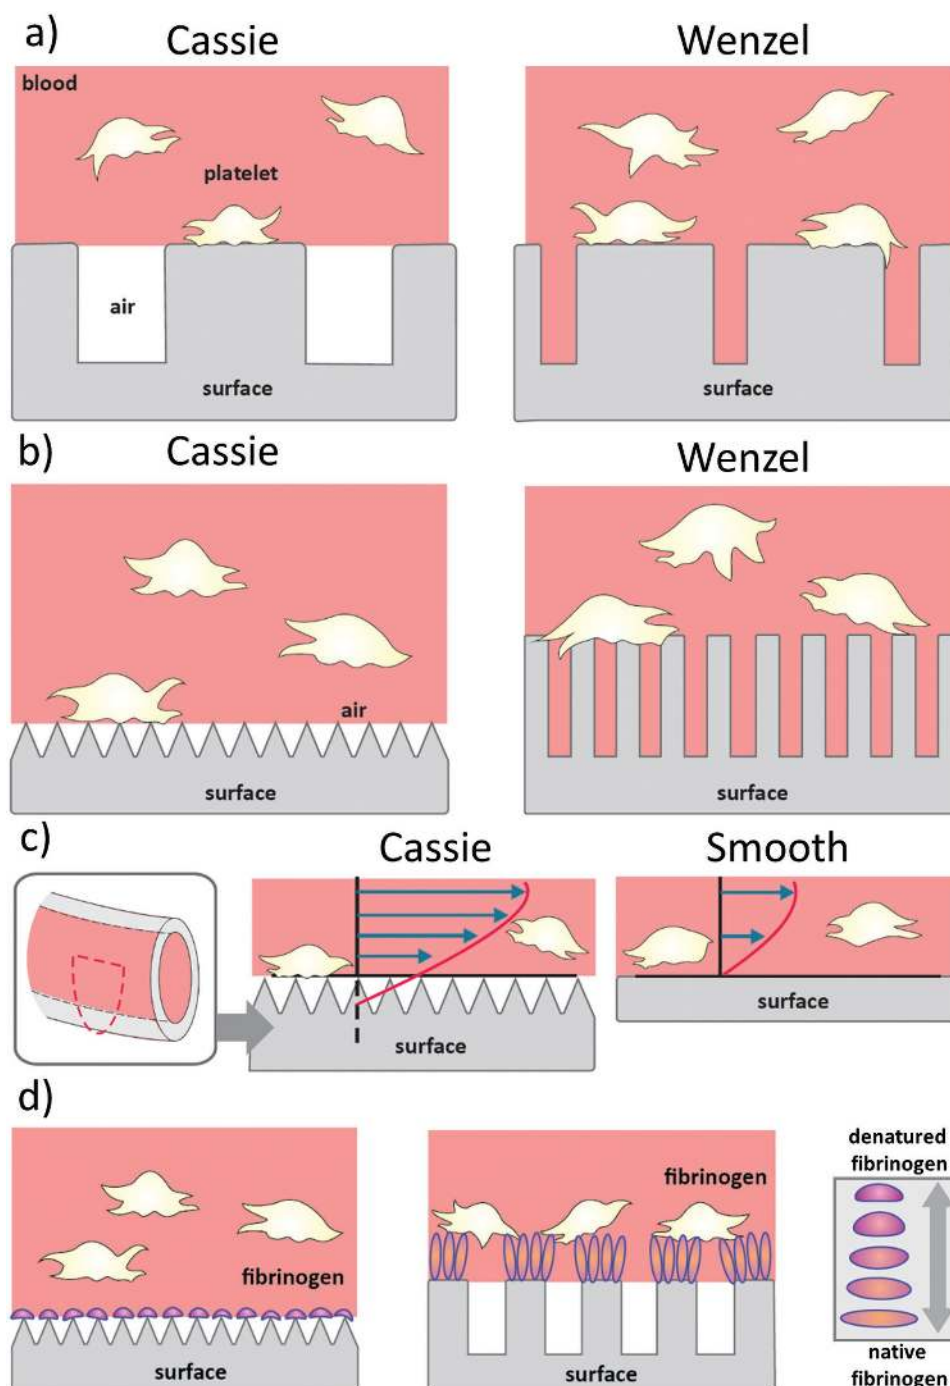 a)
Cassie
Wenzel
blood
platelet
air
surface
surface
b)
Cassie
Wenzel
air
surface
surface
c)
Cassie
Smooth
surface
surface
d)
fibrinogen
surface
fibrinogen
surface
denatured
fibrinogen
native
fibrinogen